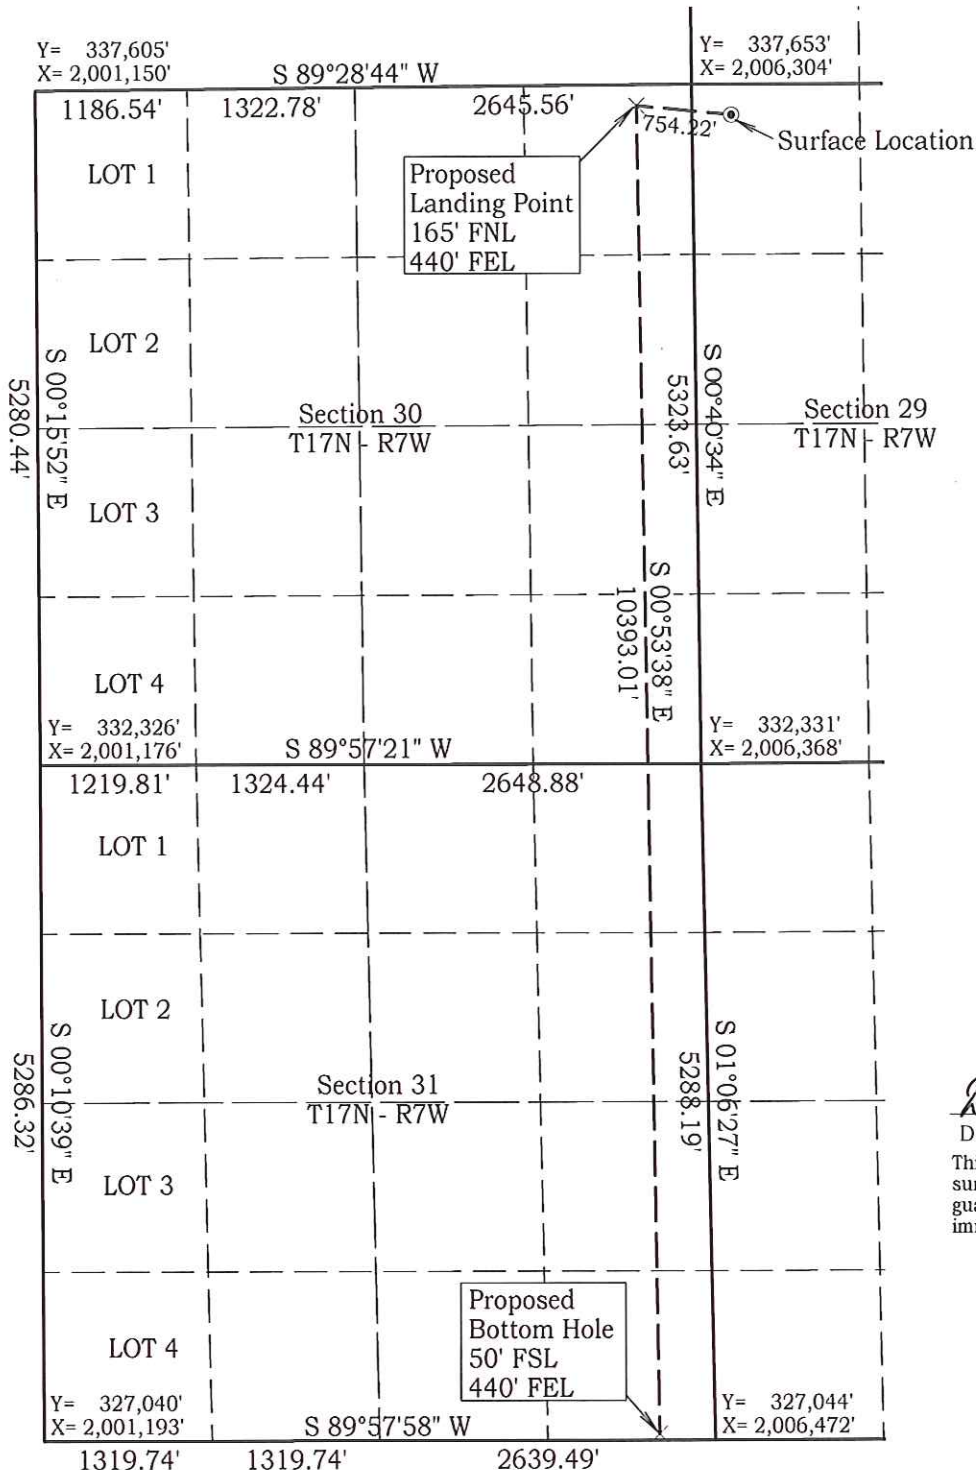 Y= 337,605'
X= 2,001,150'
S 89°28'44" W
Y= 337,653'
X= 2,006,304'
1186.54'
1322.78'
2645.56'
754.22'
Surface Location
LOT 1
Proposed
Landing Point
165' FNL
440' FEL
LOT 2
S 00°15'52" E
5280.44'
Section 30
T17N - R7W
S 00°40'34" E
5323.63'
Section 29
T17N - R7W
LOT 3
S 00°53'38" E
10393.01'
LOT 4
Y= 332,326'
X= 2,001,176'
S 89°57'21" W
Y= 332,331'
X= 2,006,368'
1219.81'
1324.44'
2648.88'
LOT 1
LOT 2
S 00°10'39" E
5286.32'
Section 31
T17N - R7W
S 01°06'27" E
5288.19'
D
LOT 3
LOT 4
Proposed
Bottom Hole
50' FSL
440' FEL
Y= 327,040'
X= 2,001,193'
S 89°57'58" W
Y= 327,044'
X= 2,006,472'
1319.74'
1319.74'
2639.49'